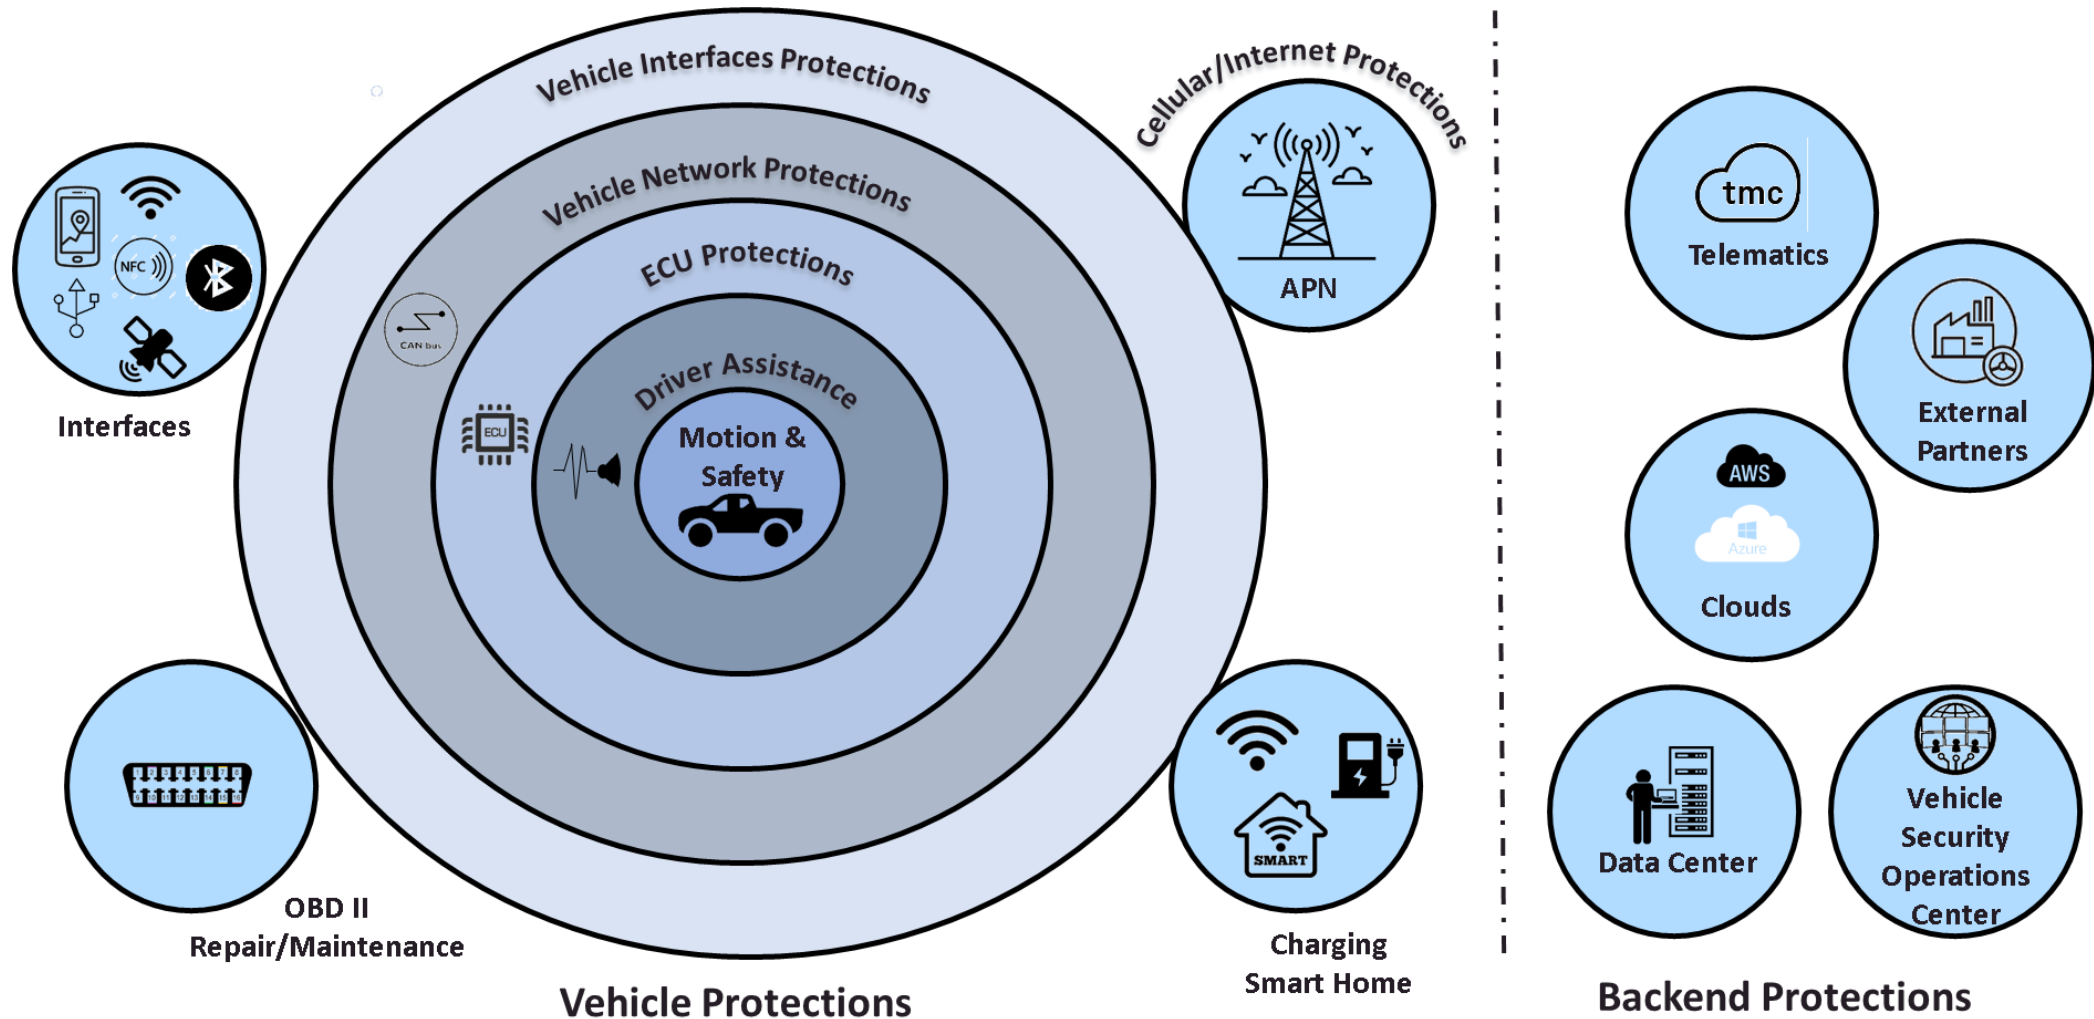 Vehicle Interfaces Protections
Vehicle Network Protections
ECU Protections
Driver Assistance
Motion &
Safety
CAN bus
ECU
NFC
Interfaces
OBD II
Repair/Maintenance
Cellular/Internet Protections
APN
SMART
Charging
Smart Home
Vehicle Protections
tmc
Telematics
External
Partners
AWS
Azure
Clouds
Data Center
Vehicle
Security
Operations
Center
Backend Protections